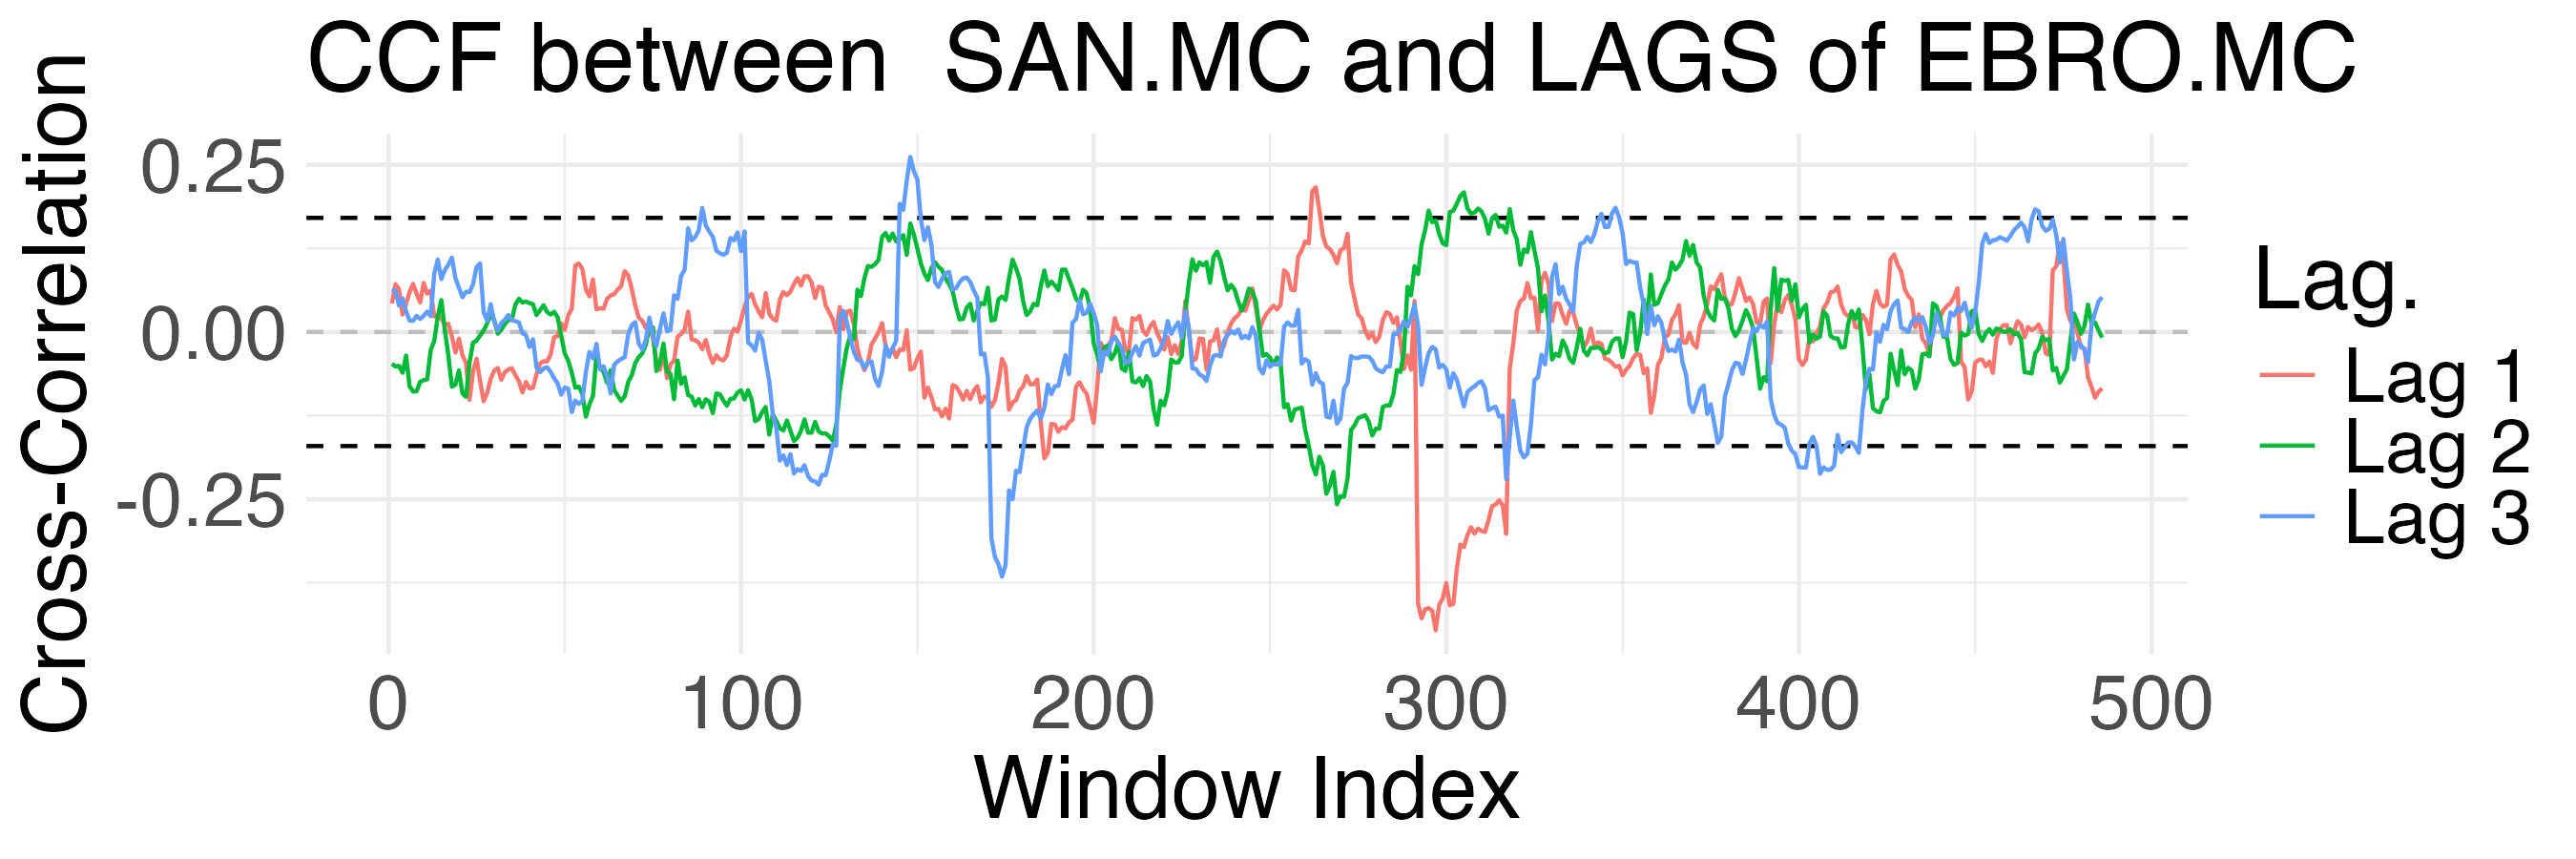 CCF between  SAN.MC and LAGS of EBRO.MC
Cross-Correlation
0.25
0.00
-0.25
0 100 200 300 400 500
Window Index
Lag.
Lag 1
Lag 2
Lag 3